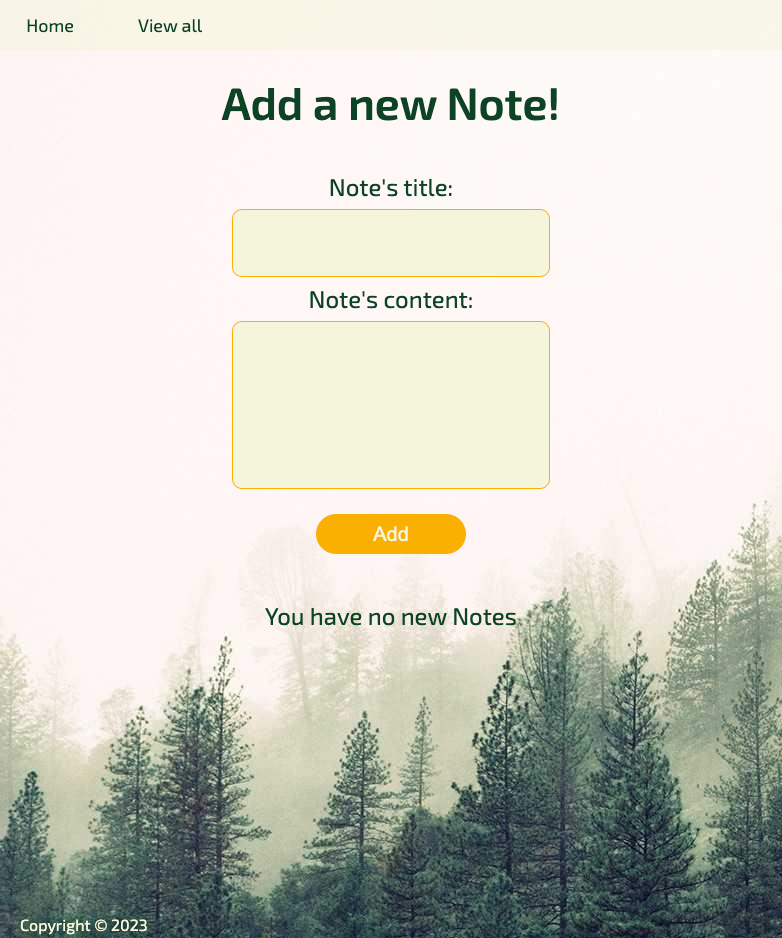 Home View all
Add a new Note!
Note's title:
Note's content:
Add
You have no new Notes
Copyright © 2023